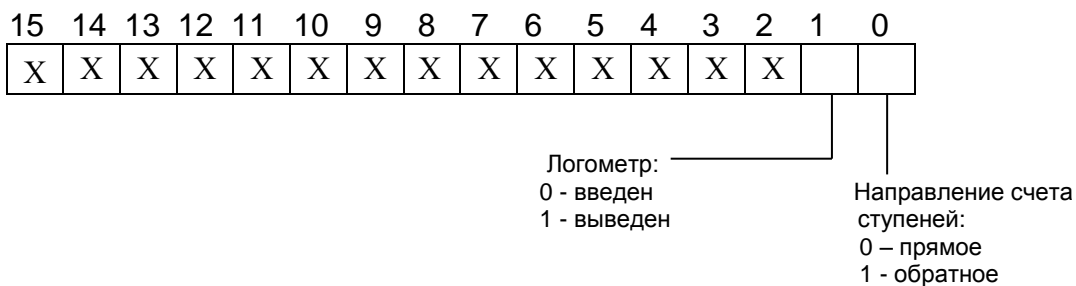 15 14 13 12 11 10 9 8 7 6 5 4 3 2 1 0
X X X X X X X X X X X X X X
Логометр:
0 - введен
1 - выведен
Направление счета
ступеней:
0 – прямое
1 - обратное